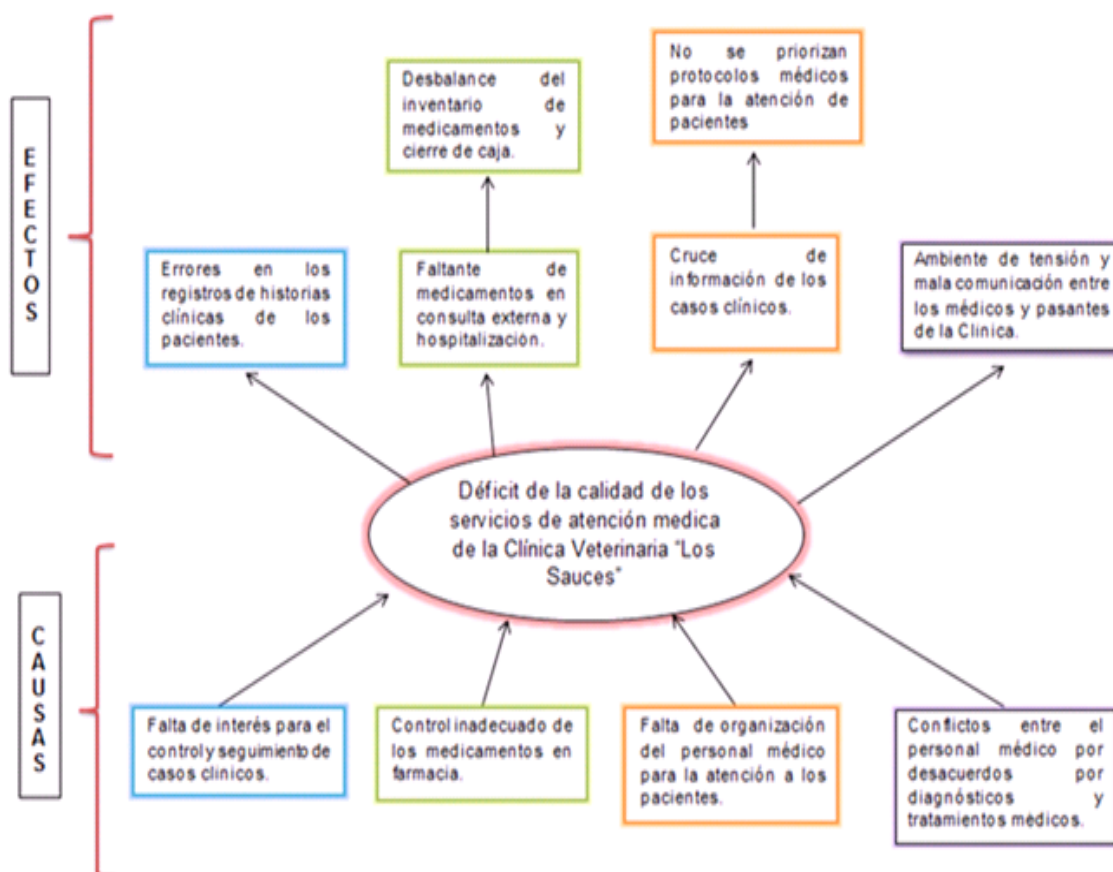 EFECTOS
Desbalance del
inventario de
medicamentos y
cierre de caja.
No se priorizan
protocolos médicos
para la atención de
pacientes
Errores en los
registros de historias
clínicas de los
pacientes.
Faltante de
medicamentos en
consulta externa y
hospitalización.
Cruce de
información de los
casos clínicos.
Ambiente de tensión y
mala comunicación entre
los médicos y pasantes
de la Clinica.
Déficit de la calidad de los
servicios de atención medica
de la Clínica Veterinaria "Los
Sauces"
CAUSAS
Falta de interés para el
control y seguimiento de
casos clinicos.
Control inadecuado de
los medicamentos en
farmacia.
Falta de organización
del personal médico
para la atención a los
pacientes.
Conflictos entre el
personal médico por
desacuerdos por
diagnósticos y
tratamientos médicos.